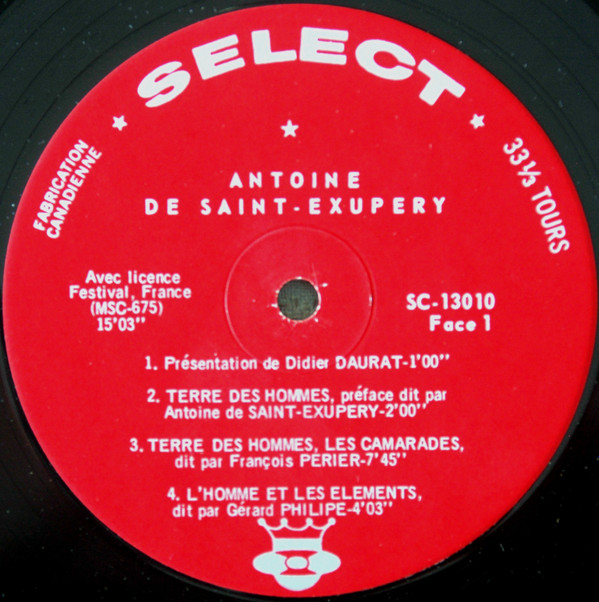 SELECT
FABRICATION
CANADIENNE
33⅓ TOURS
ANTOINE
DE SAINT-EXUPERY
Avec licence
Festival, France
(MSC-675)
15'03"
SC-13010
Face 1
1. Présentation de Didier DAURAT-1'00"
2. TERRE DES HOMMES, préface dit par
Antoine de SAINT-EXUPERY-2'00"
3. TERRE DES HOMMES, LES CAMARADES,
dit par François PERIER-7'45"
4. L'HOMME ET LES ELEMENTS,
dit par Gérard PHILIPE-4'03"